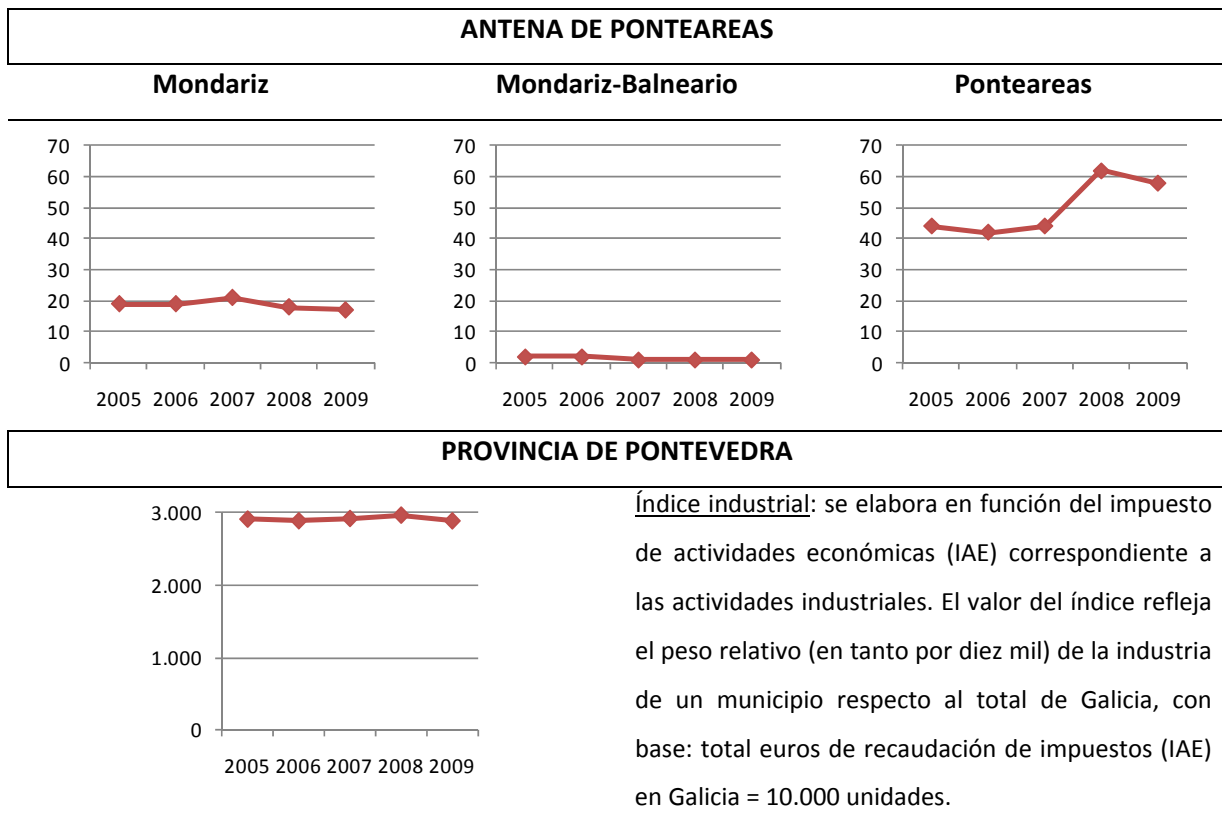 ANTENA DE PONTEAREAS
Mondariz Mondariz-Balneario Ponteareas
70
60
50
40
30
20
10
0
2005 2006 2007 2008 2009
70
60
50
40
30
20
10
0
2005 2006 2007 2008 2009
70
60
50
40
30
20
10
0
2005 2006 2007 2008 2009
PROVINCIA DE PONTEVEDRA
3.000
2.000
1.000
0
2005 2006 2007 2008 2009
Índice industrial: se elabora en función del impuesto
de actividades económicas (IAE) correspondiente a
las actividades industriales. El valor del índice refleja
el peso relativo (en tanto por diez mil) de la industria
de un municipio respecto al total de Galicia, con
base: total euros de recaudación de impuestos (IAE)
en Galicia = 10.000 unidades.